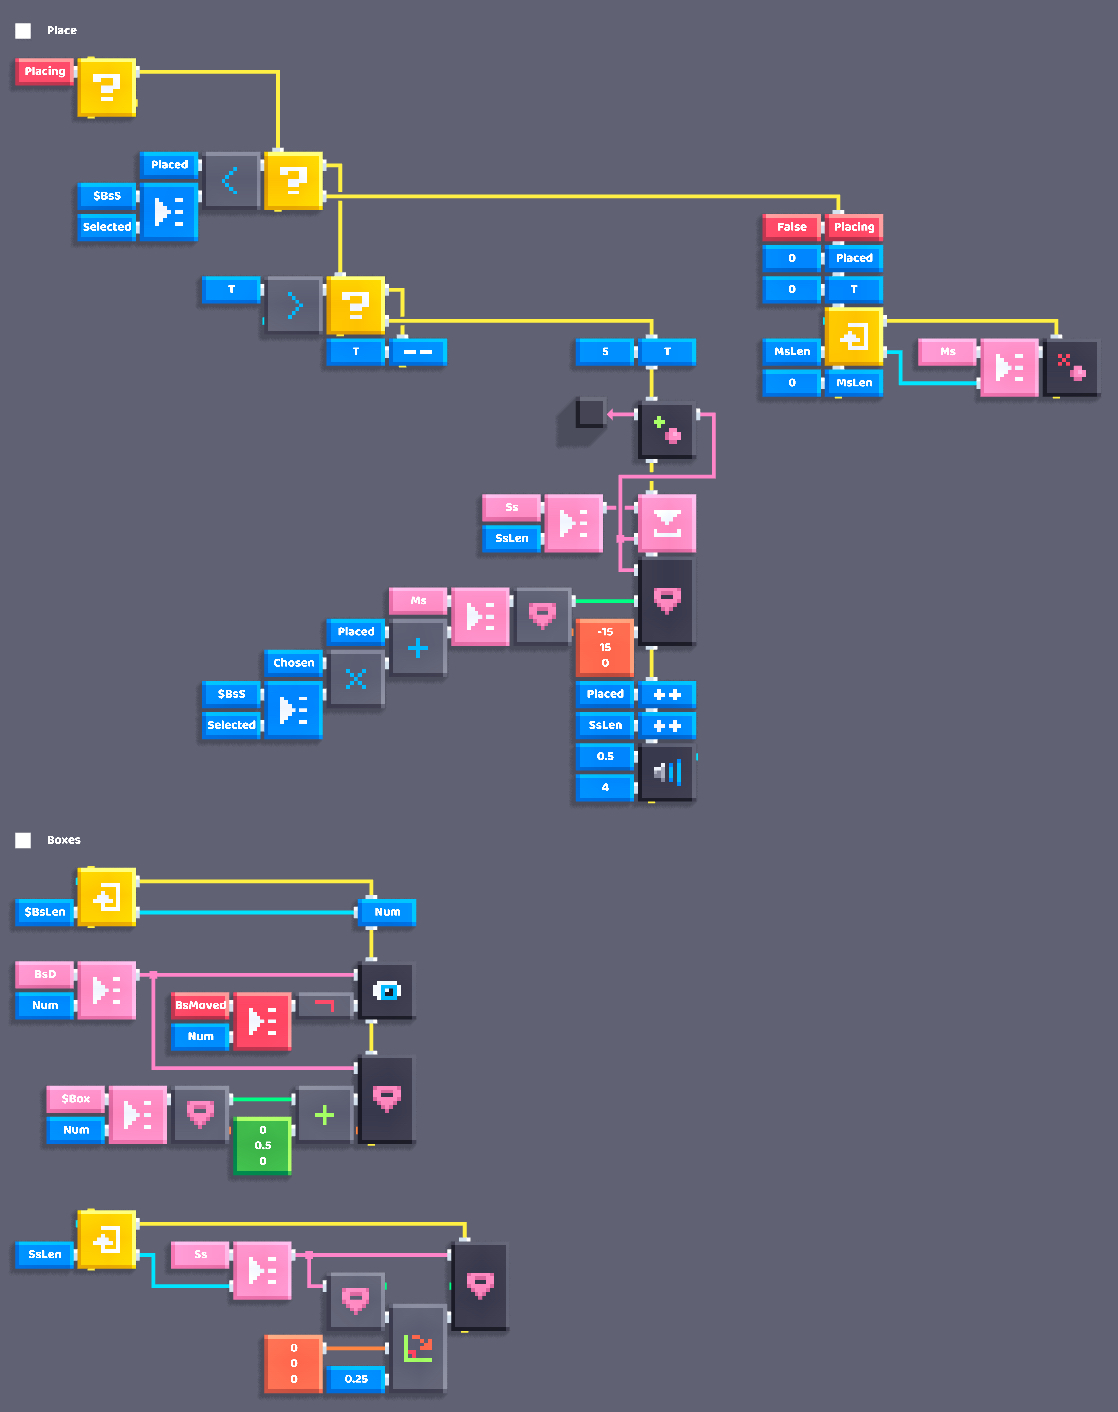 Place
Placing
Placed
$BsS
Selected
False Placing
0 Placed
T
0 T
T
5 T
MsLen
Ms
0 MsLen
Ss
SsLen
Ms
Placed
-15
15
0
Chosen
$BsS
Placed
Selected
SsLen
0.5
4
Boxes
$BsLen
Num
BsD
Num
BsMoved
Num
$Box
Num
0
0.5
0
SsLen
Ss
0
0
0
0.25